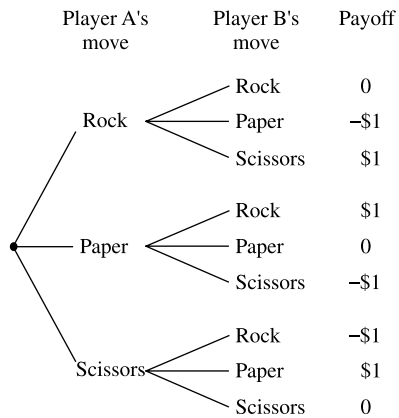 Player A's Player B's Payoff
move move
Rock 0
Rock Paper –$1
Scissors $1
Rock $1
Paper Paper 0
Scissors –$1
Rock –$1
Scissors Paper $1
Scissors 0